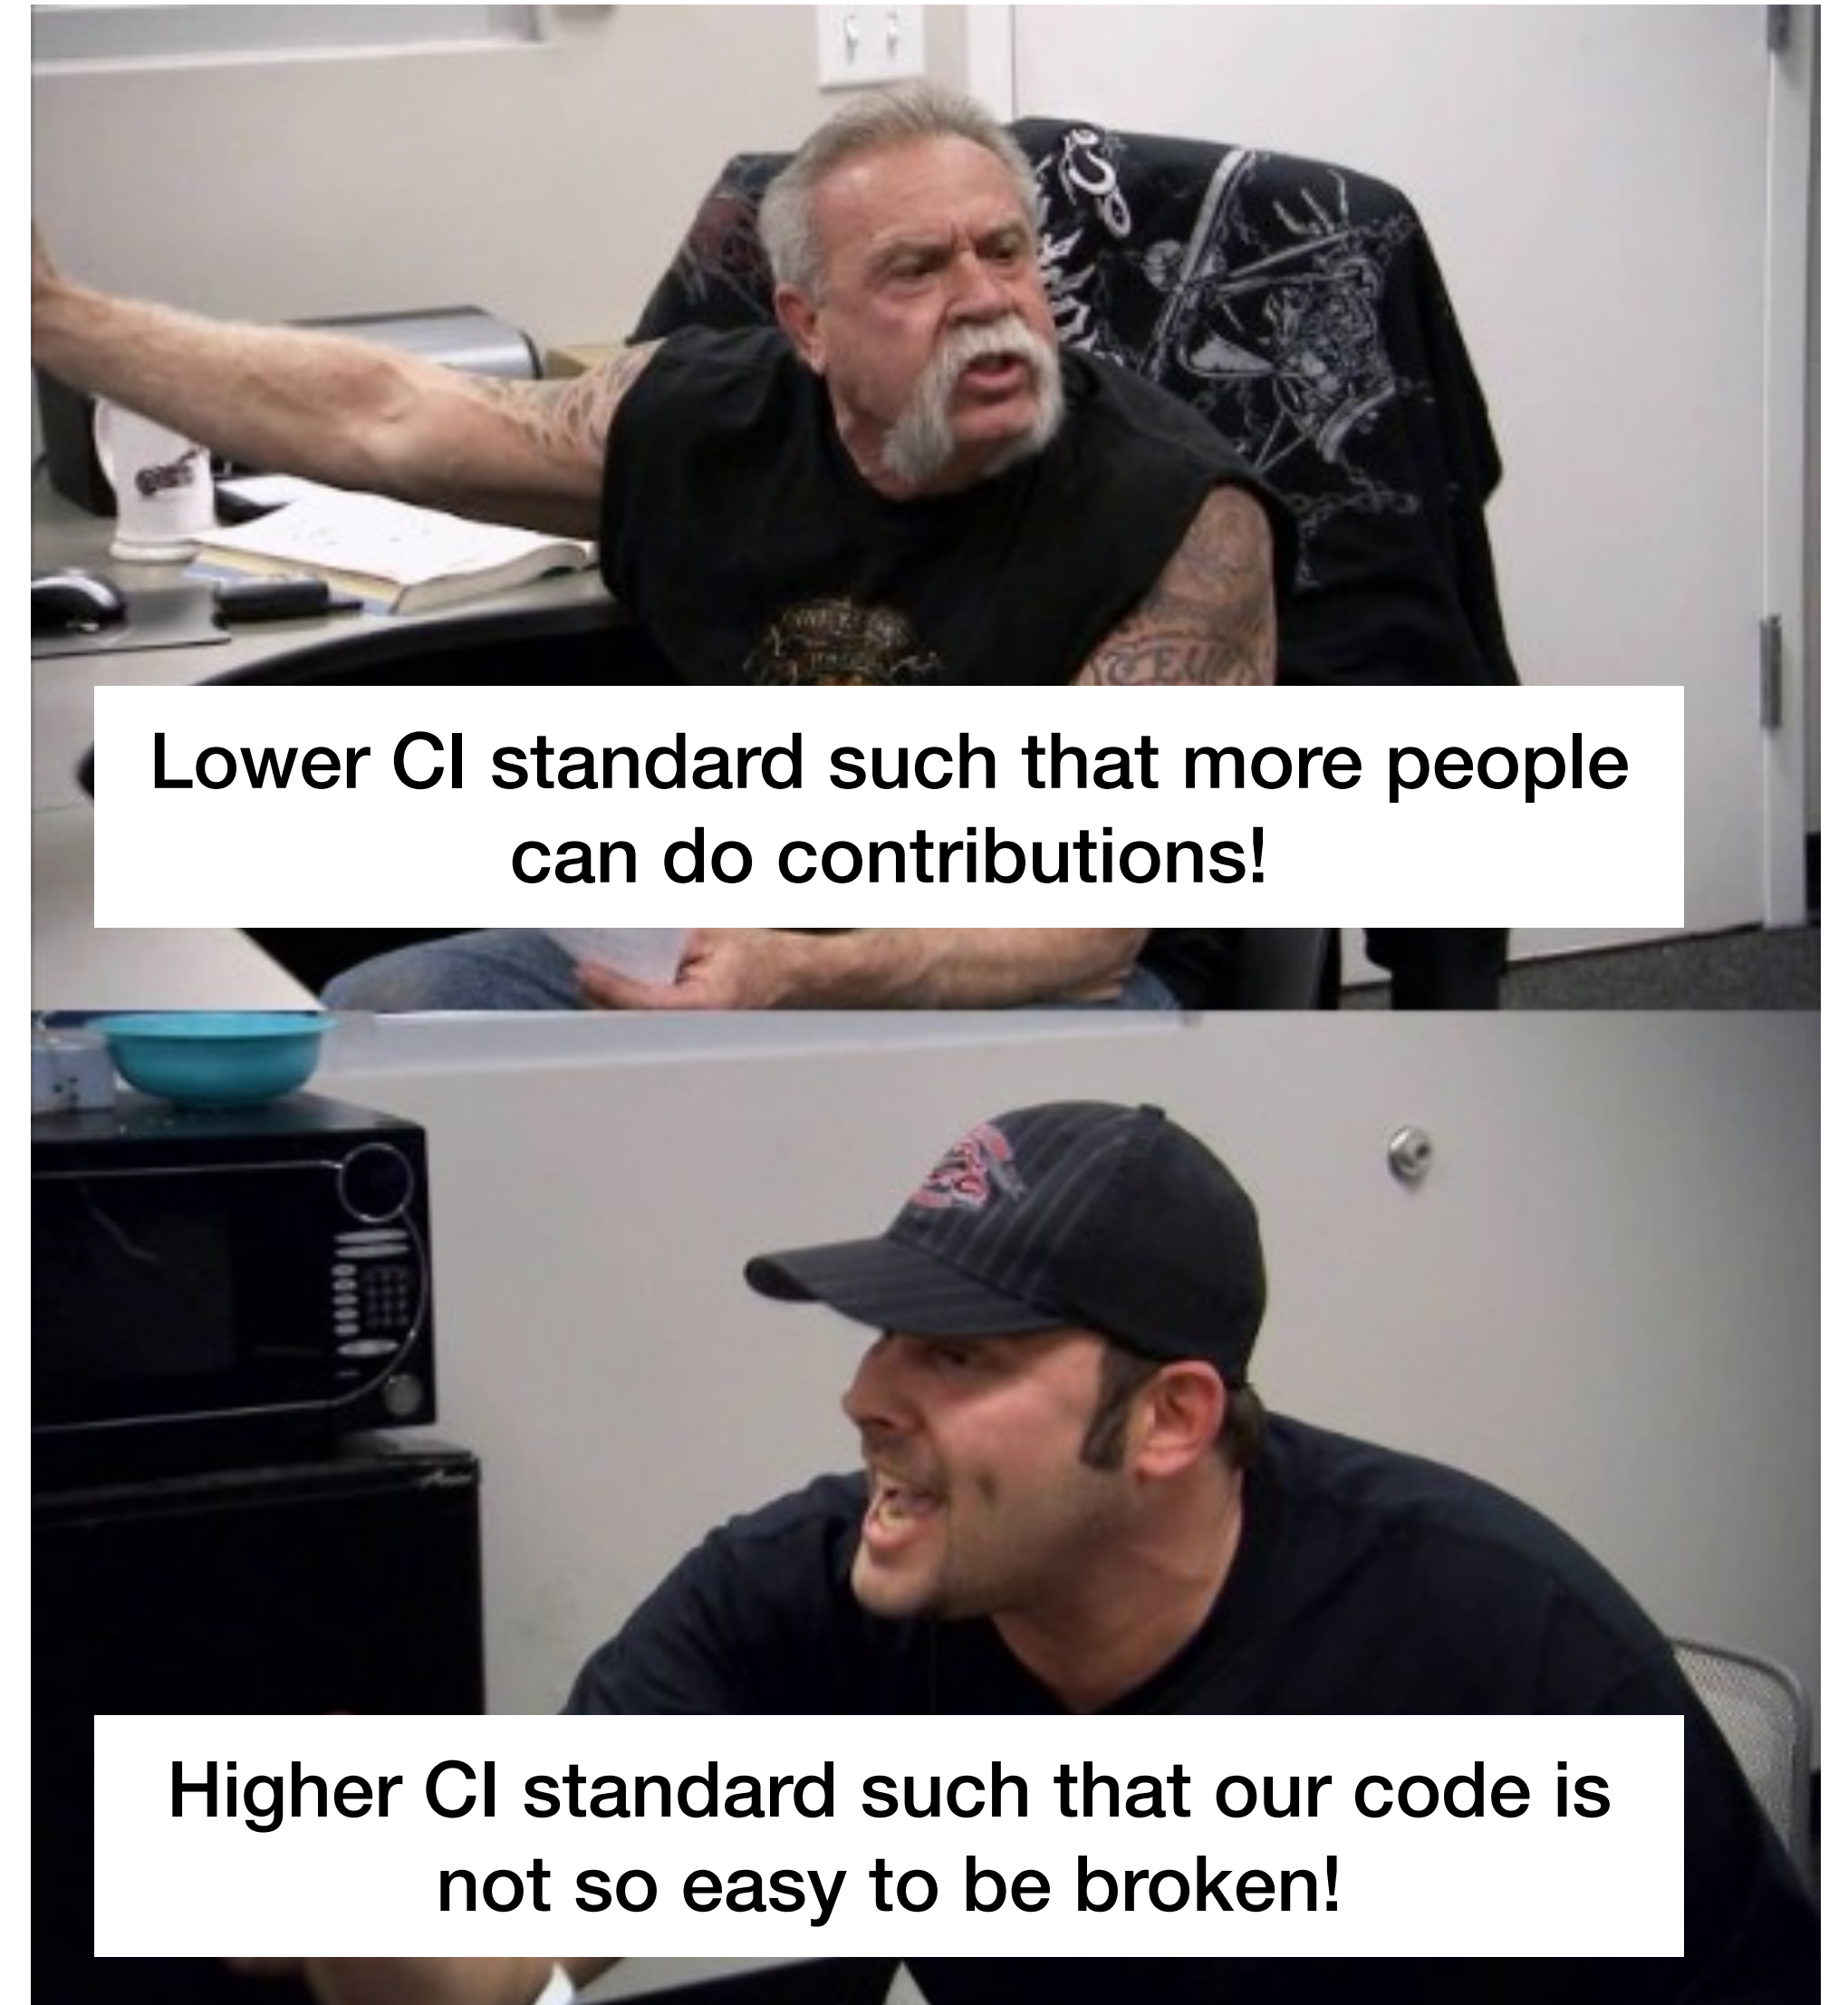 Lower CI standard such that more people
can do contributions!
Higher CI standard such that our code is
not so easy to be broken!